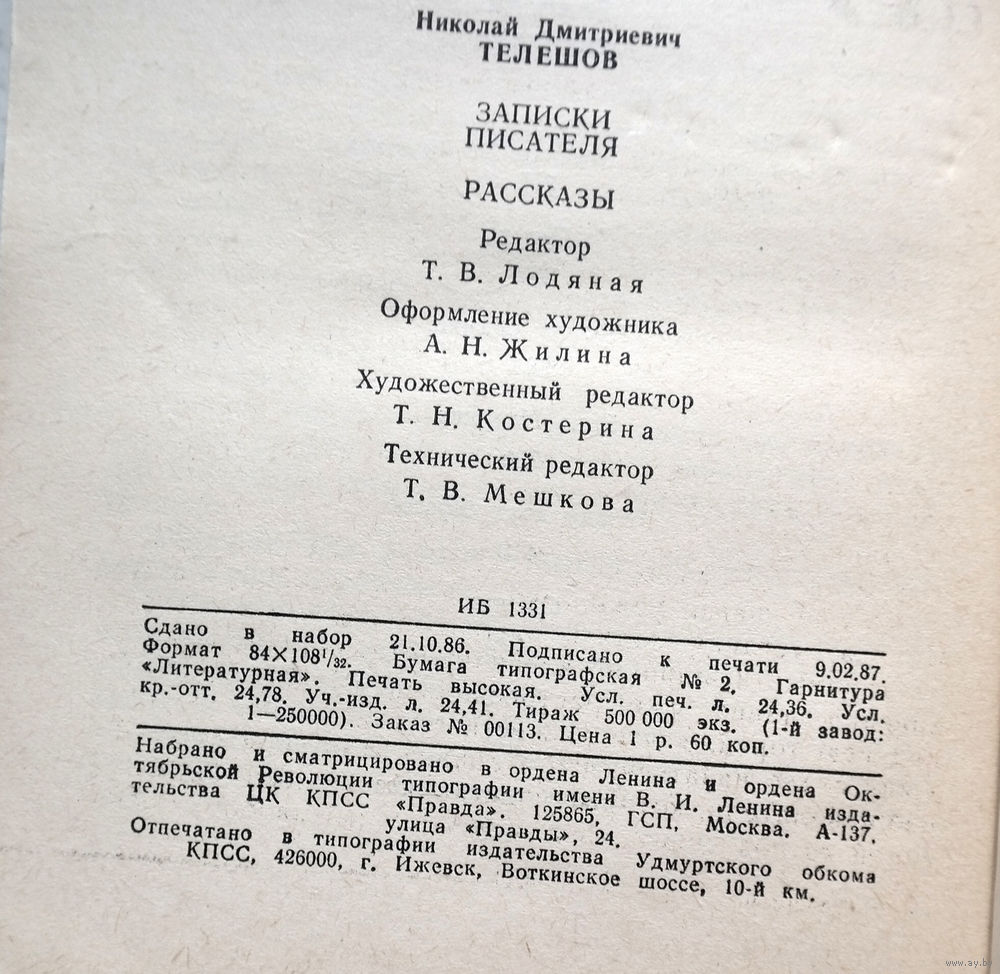 Николай Дмитриевич
ТЕЛЕШОВ
ЗАПИСКИ
ПИСАТЕЛЯ
РАССКАЗЫ
Редактор
Т. В. Лодяная
Оформление художника
А. Н. Жилина
Художественный редактор
Т. Н. Костерина
Технический редактор
Т. В. Мешкова
ИБ 1331
Сдано в набор 21.10.86. Подписано к печати 9.02.87.
Формат 84×108¹/₃₂. Бумага типографская № 2. Гарнитура
«Литературная». Печать высокая. Усл. печ. л. 24,36. Усл.
кр.-отт. 24,78. Уч.-изд. л. 24,41. Тираж 500 000 экз. (1-й завод:
1—250000). Заказ № 00113. Цена 1 р. 60 коп.
Набрано и сматрицировано в ордена Ленина и ордена Ок-
тябрьской Революции типографии имени В. И. Ленина изда-
тельства ЦК КПСС «Правда». 125865, ГСП, Москва. А-137.
улица «Правды», 24.
Отпечатано в типографии издательства Удмуртского обкома
КПСС, 426000, г. Ижевск, Воткинское шоссе, 10-й км.
www.ay.by